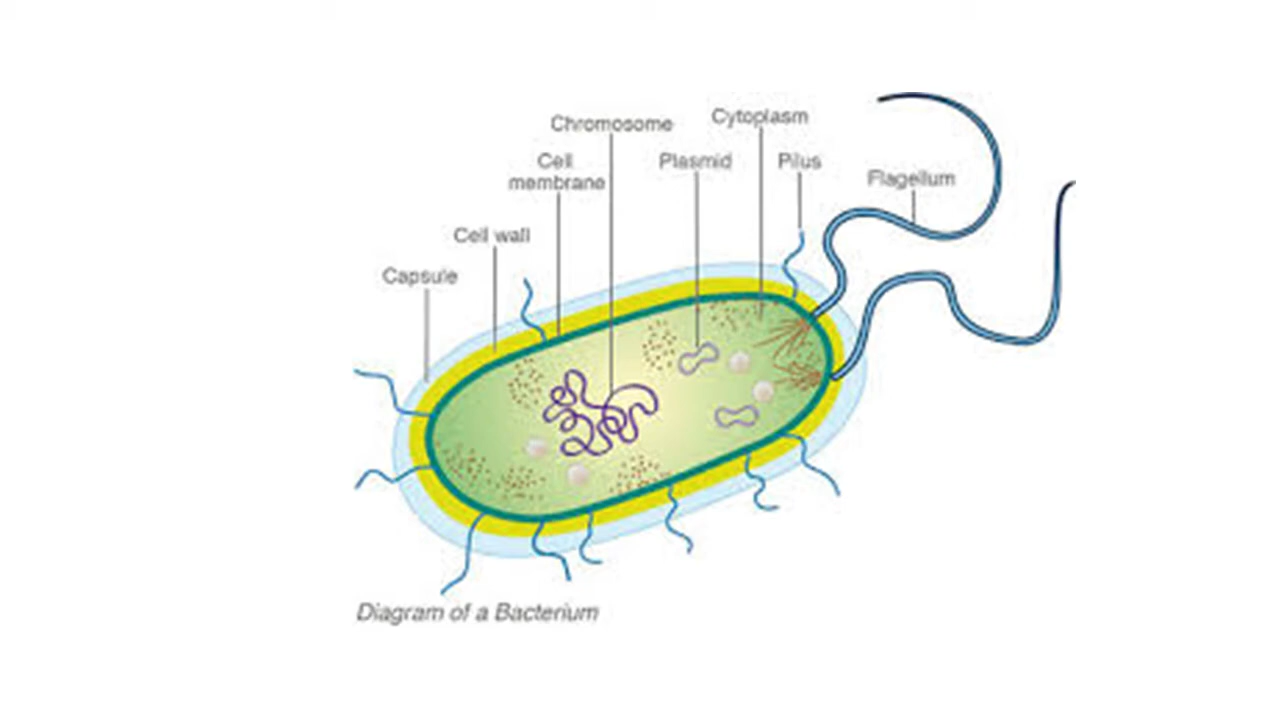 Chromosome
Cytoplasm
Cell
membrane
Plasmid
Pilus
Flagellum
Cell wall
Capsule
Diagram of a Bacterium